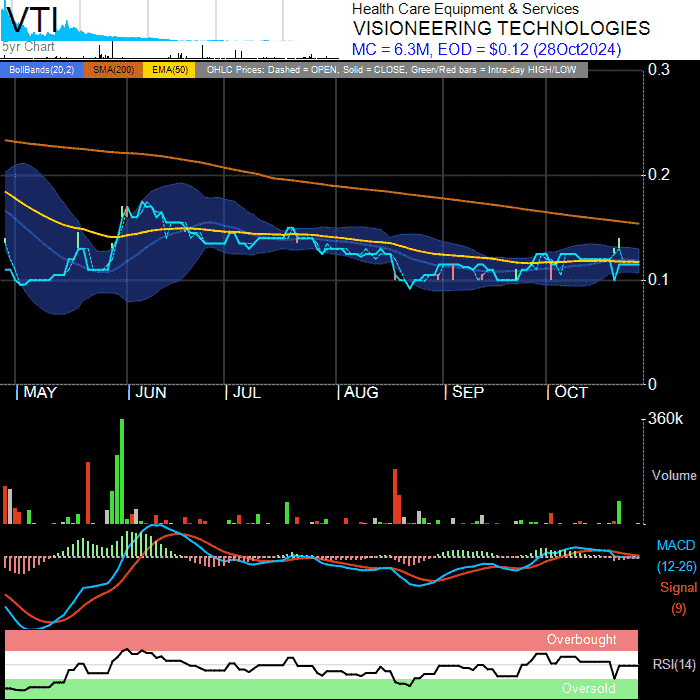 VTI
5yr Chart
Health Care Equipment & Services
VISIONEERING TECHNOLOGIES
MC = 6.3M, EOD = $0.12 (28Oct2024)
BollBands(20,2) SMA(200) EMA(50) OHLC Prices: Dashed = OPEN, Solid = CLOSE, Green/Red bars = Intra-day HIGH/LOW
0.3
0.2
0.1
0
MAY JUN JUL AUG SEP OCT
360k
Volume
MACD
(12-26)
Signal
(9)
Overbought
RSI(14)
Oversold